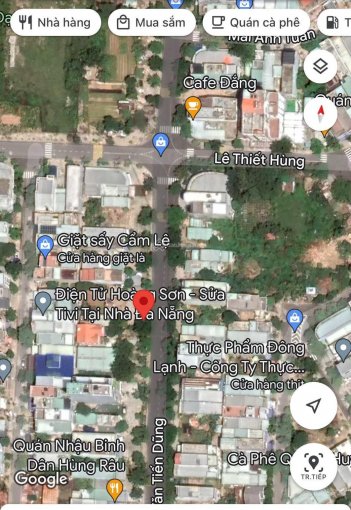 Nhà hàng
Mua sắm
Quán cà phê
Mai Anh Tuấn
Cafe Đắng
Lê Thiết Hùng
Giặt sấy Cẩm Lệ
Cửa hàng giặt là
Điện Tử Hoàng Sơn - Sửa
Tivi Tại Nhà Đà Nẵng
Thực Phẩm Đông
Lạnh - Công Ty Thực...
Cửa hàng thịt
Tiến Dũng
Quán Nhậu Bình
Dân Hùng Râu
Cà Phê
Google
TR.TIẾP